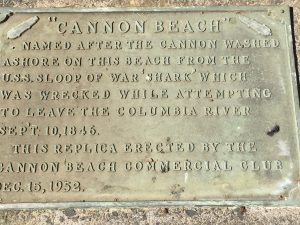 "CANNON BEACH"
. NAMED AFTER THE CANNON WASHED
ASHORE ON THIS BEACH FROM THE
U.S.S. SLOOP OF WAR "SHARK" WHICH
WAS WRECKED WHILE ATTEMPTING
TO LEAVE THE COLUMBIA RIVER
SEPT. 10, 1846.
THIS REPLICA ERECTED BY THE
CANNON BEACH COMMERCIAL CLUB
DEC. 15, 1952.